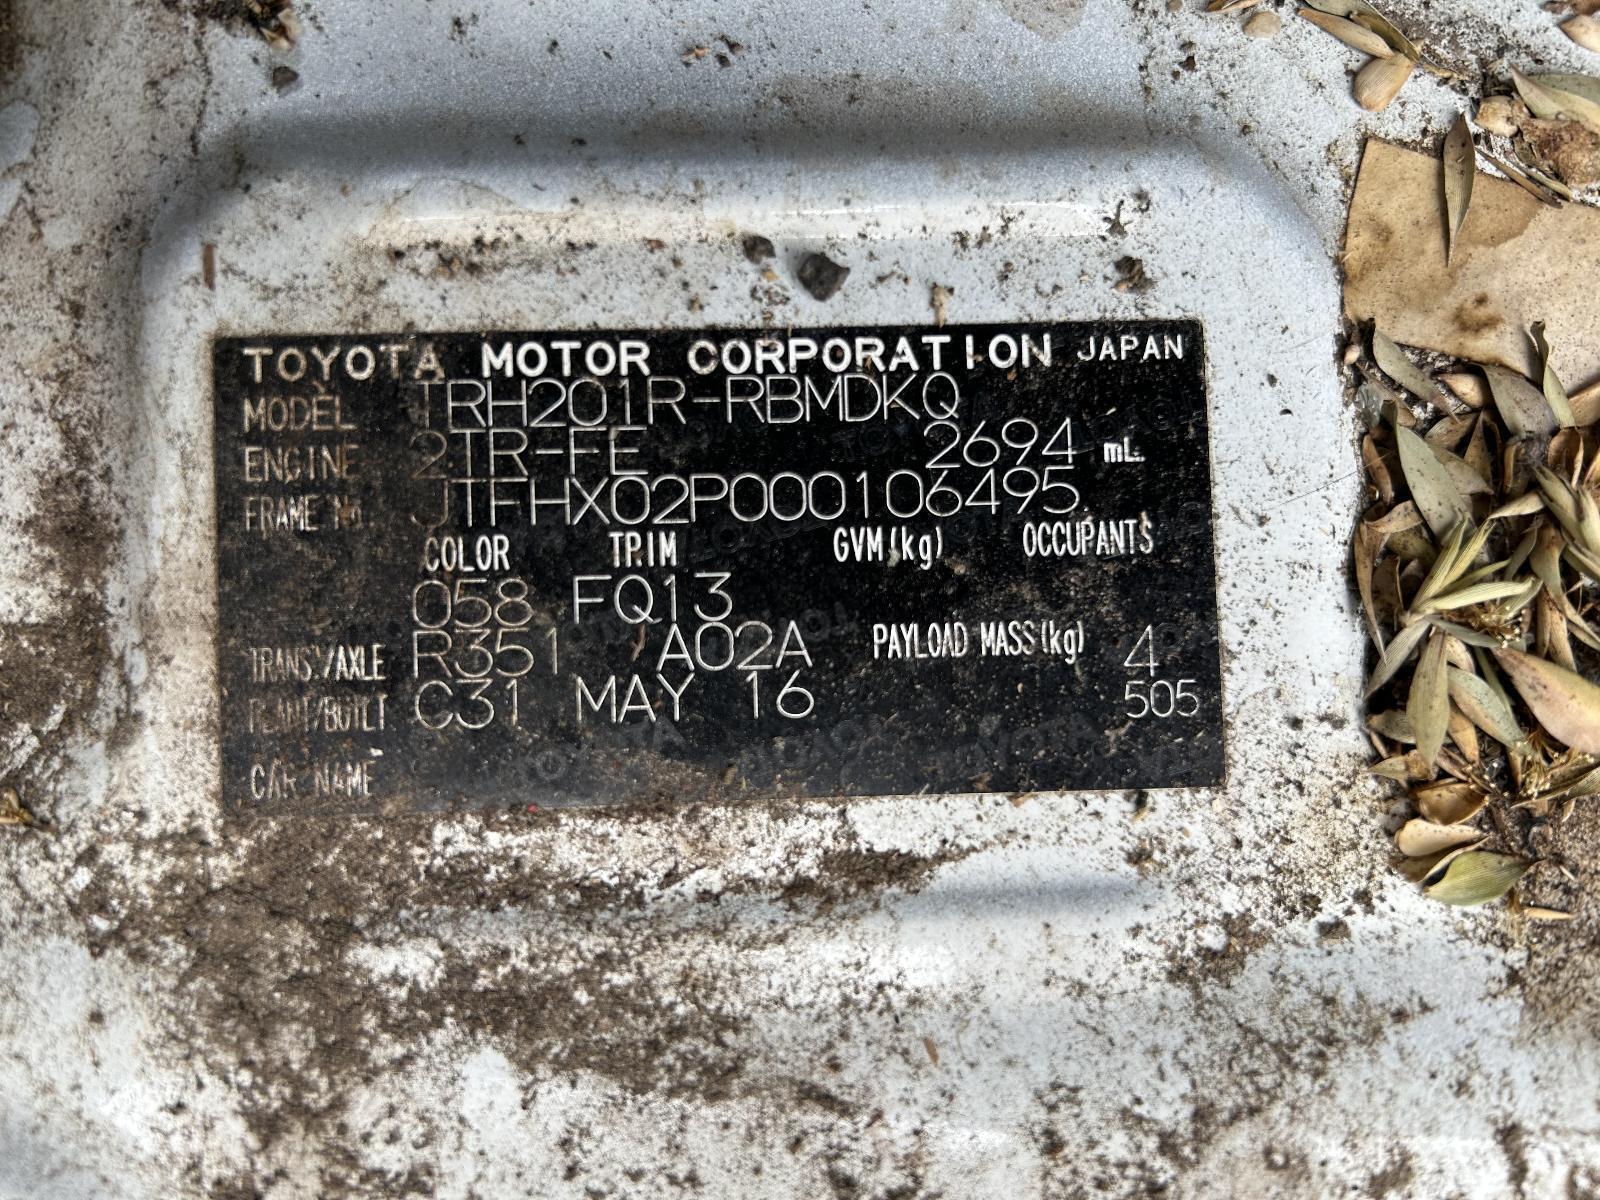 TOYOTA MOTOR CORPORATION JAPAN
MODEL TRH201R-RBMDKQ
ENGINE 2TR-FE 2694 mL
FRAME No. JTFHX02P000106495
COLOR TRIM GVM(kg) OCCUPANTS
058 FQ13
TRANS./AXLE R351 A02A PAYLOAD MASS(kg) 4
PLANT/BUILT C31 MAY 16 505
CAR NAME